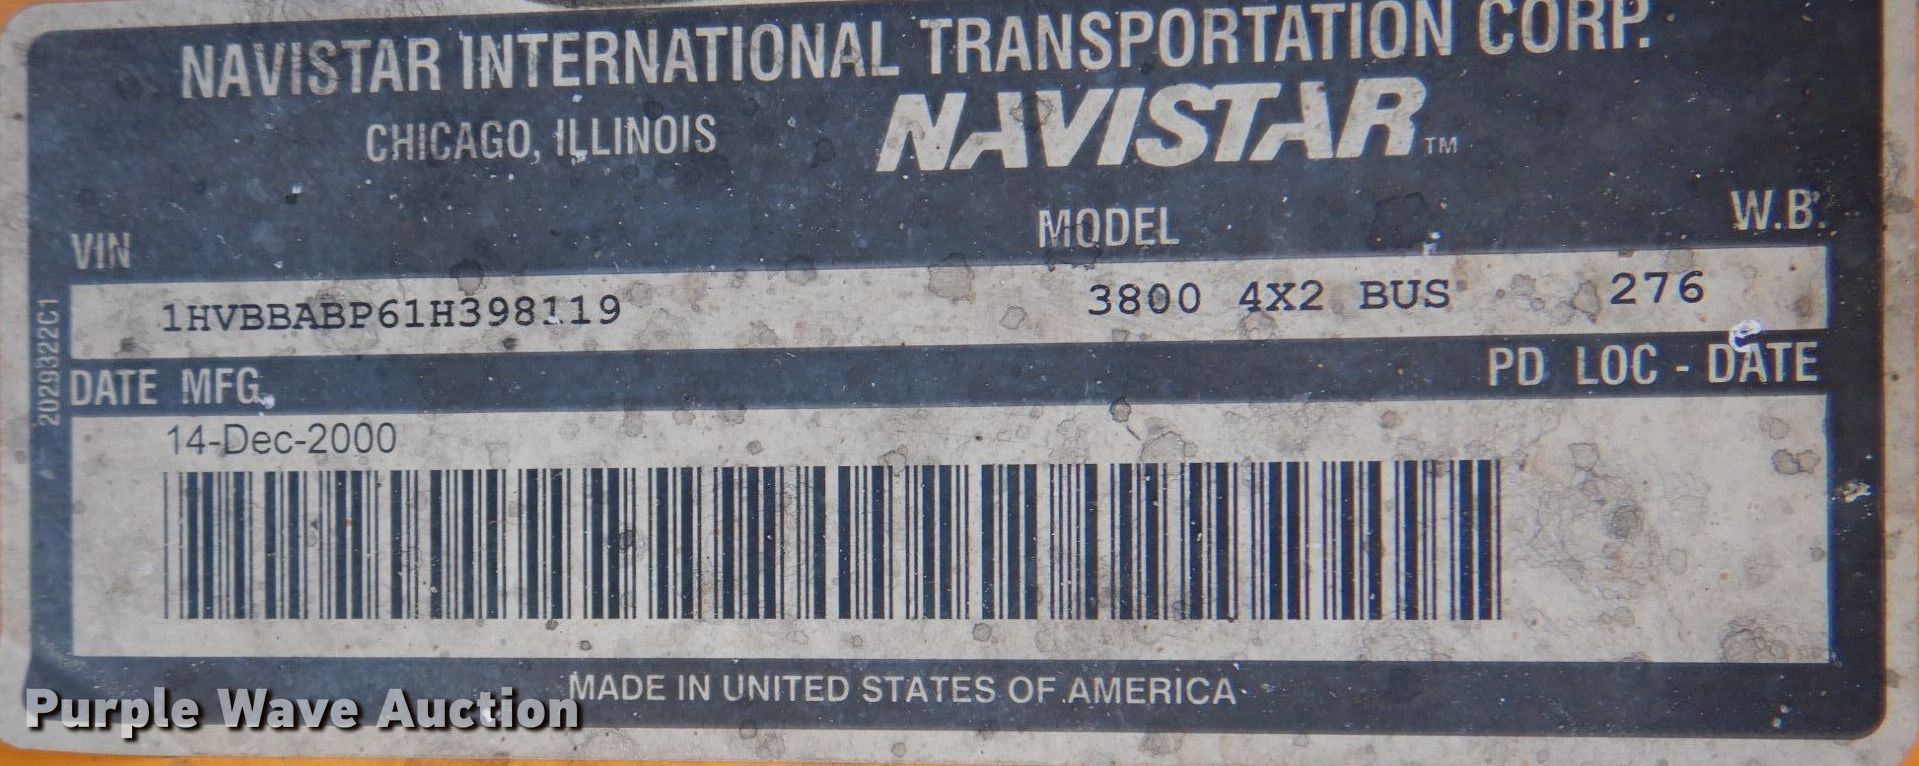 NAVISTAR INTERNATIONAL TRANSPORTATION CORP.
CHICAGO, ILLINOIS
NAVISTAR™
VIN MODEL W.B.
1HVBBABP61H398119 3800 4X2 BUS 276
DATE MFG. PD LOC - DATE
14-Dec-2000
MADE IN UNITED STATES OF AMERICA
2029322C1
Purple Wave Auction